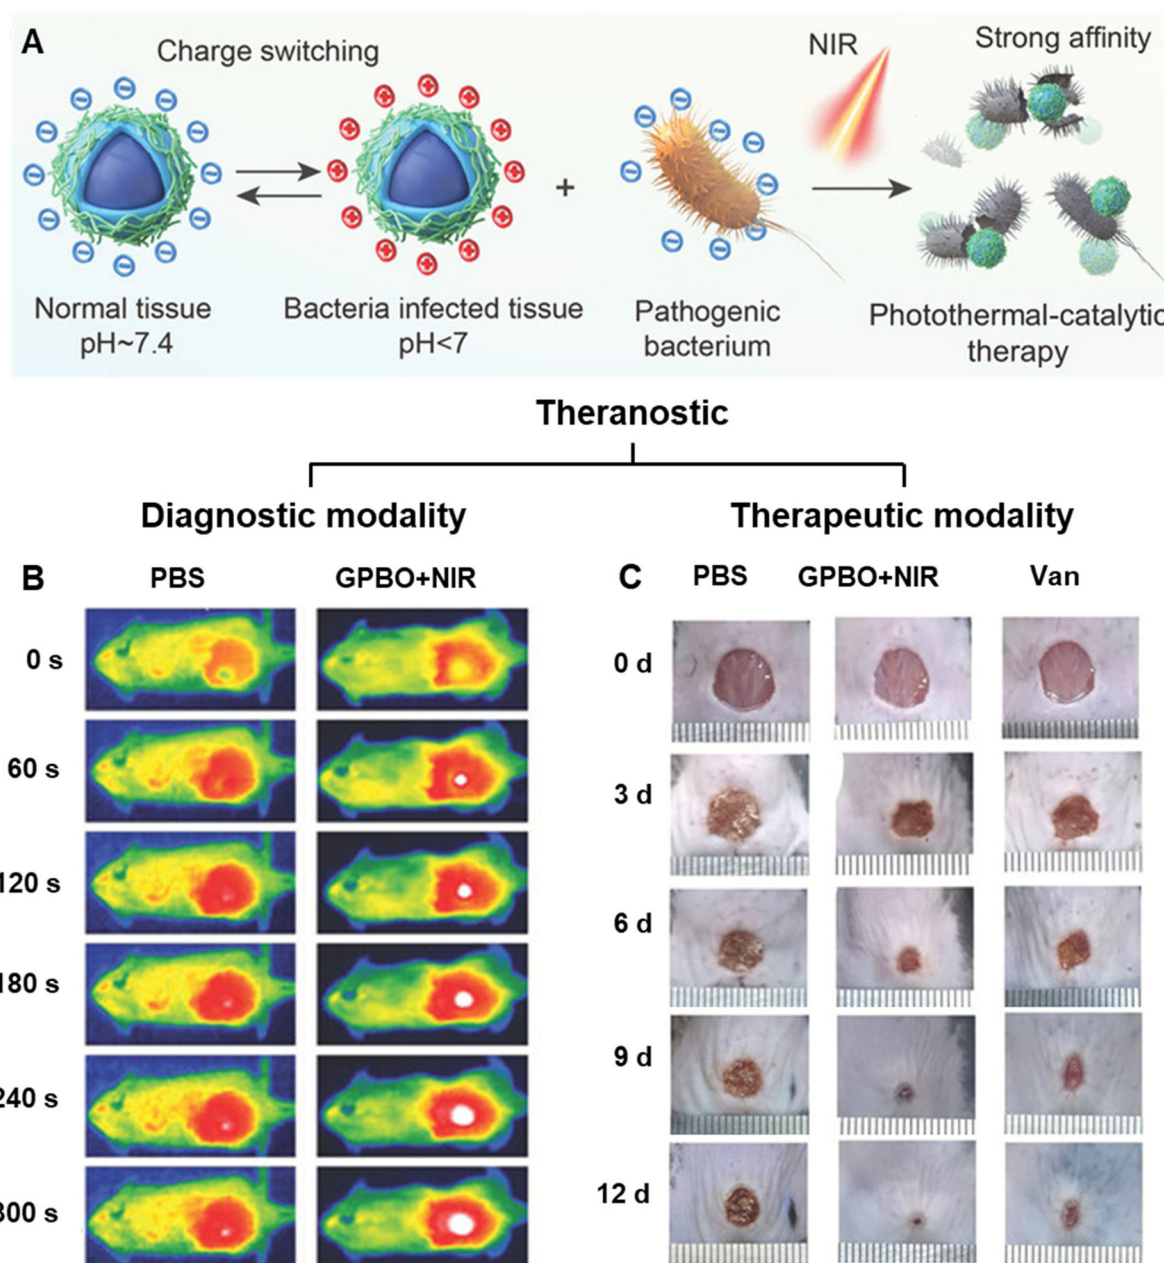 A
Charge switching
NIR
Strong affinity
+
Normal tissue
pH~7.4
Bacteria infected tissue
pH<7
Pathogenic
bacterium
Photothermal-catalytic
therapy
Theranostic
Diagnostic modality
Therapeutic modality
B
PBS
GPBO+NIR
0 s
60 s
120 s
180 s
240 s
300 s
C
PBS
GPBO+NIR
Van
0 d
3 d
6 d
9 d
12 d